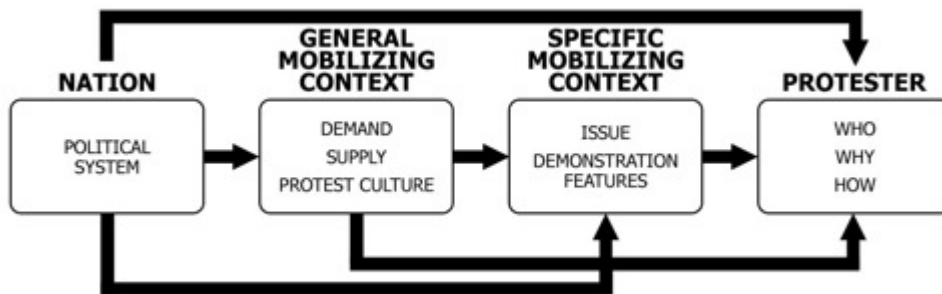 NATION
POLITICAL
SYSTEM
GENERAL
MOBILIZING
CONTEXT
DEMAND
SUPPLY
PROTEST CULTURE
SPECIFIC
MOBILIZING
CONTEXT
ISSUE
DEMONSTRATION
FEATURES
PROTESTER
WHO
WHY
HOW